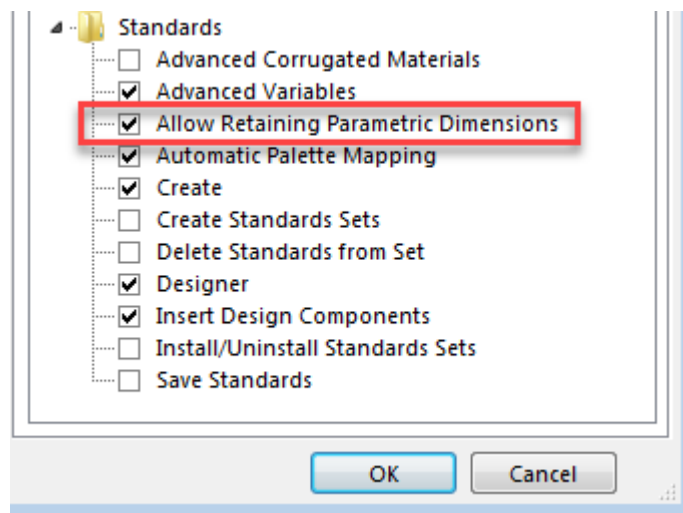 Standards
Advanced Corrugated Materials
Advanced Variables
Allow Retaining Parametric Dimensions
Automatic Palette Mapping
Create
Create Standards Sets
Delete Standards from Set
Designer
Insert Design Components
Install/Uninstall Standards Sets
Save Standards
OK Cancel